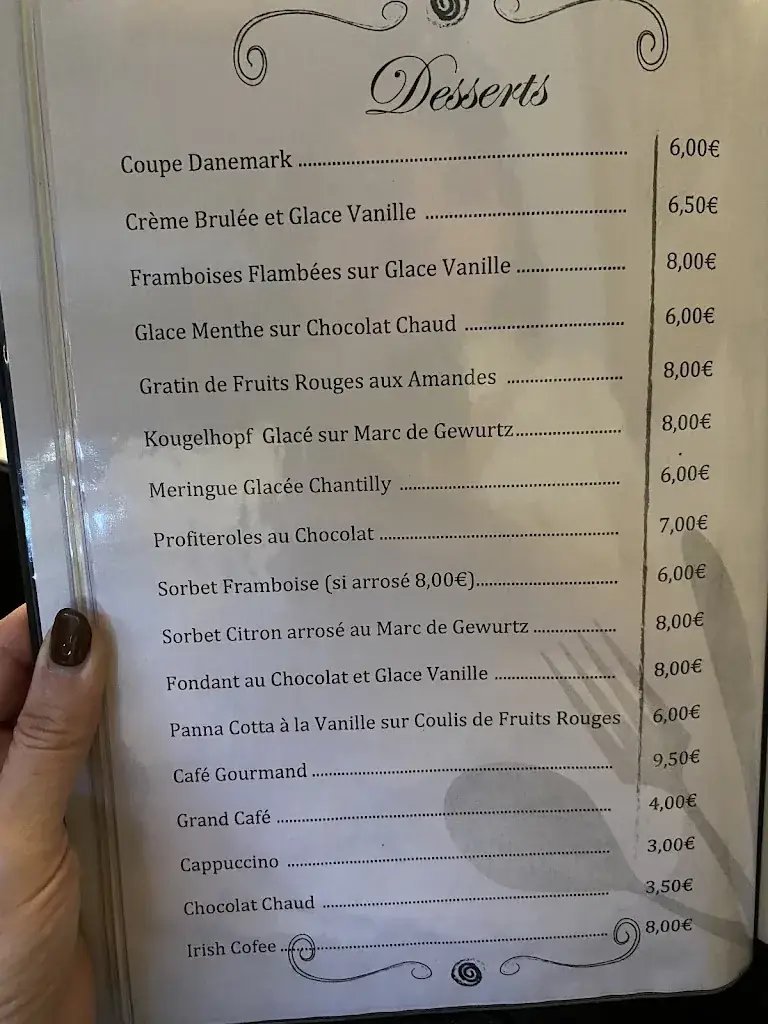 Desserts
Coupe Danemark ........................ 6,00€
Crème Brulée et Glace Vanille ........................ 6,50€
Framboises Flambées sur Glace Vanille ........................ 8,00€
Glace Menthe sur Chocolat Chaud ........................ 6,00€
Gratin de Fruits Rouges aux Amandes ........................ 8,00€
Kougelhopf Glacé sur Marc de Gewurtz........................ 8,00€
Meringue Glacée Chantilly ........................ 6,00€
Profiteroles au Chocolat ........................ 7,00€
Sorbet Framboise (si arrosé 8,00€)........................ 6,00€
Sorbet Citron arrosé au Marc de Gewurtz ........................ 8,00€
Fondant au Chocolat et Glace Vanille ........................ 8,00€
Panna Cotta à la Vanille sur Coulis de Fruits Rouges 6,00€
Café Gourmand ........................ 9,50€
Grand Café ........................ 4,00€
Cappuccino ........................ 3,00€
Chocolat Chaud ........................ 3,50€
Irish Cofee ........................ 8,00€